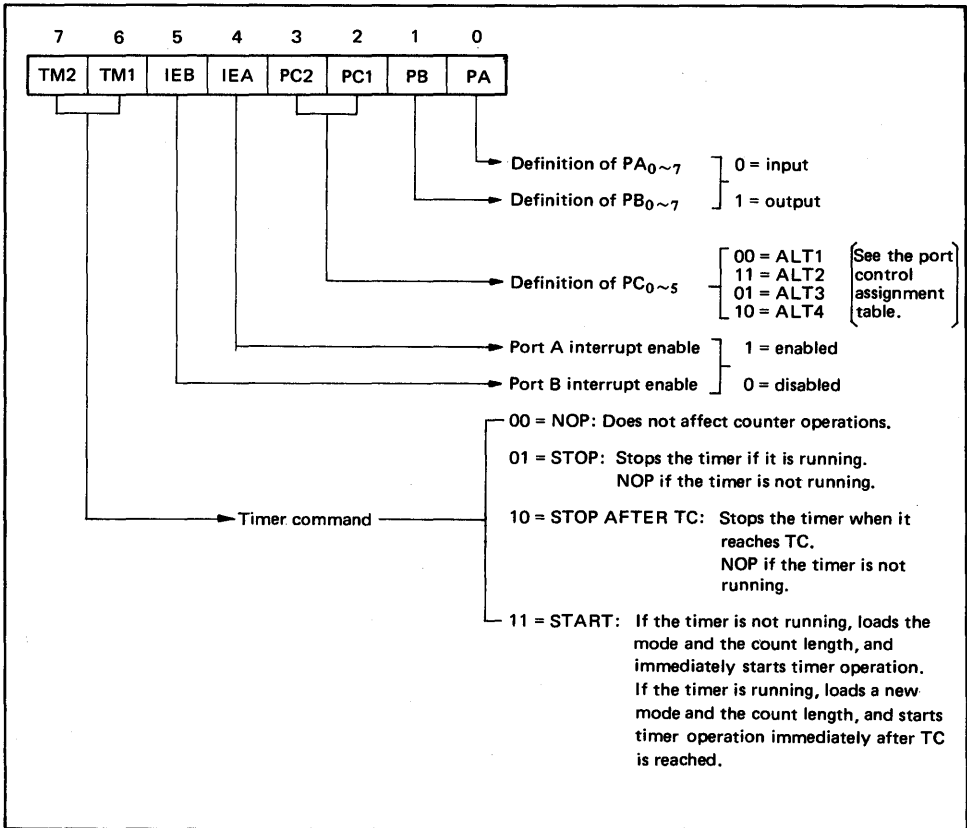 7 6 5 4 3 2 1 0
TM2 TM1 IEB IEA PC2 PC1 PB PA
Definition of PA0~7
0 = input
Definition of PB0~7
1 = output
Definition of PC0~5
00 = ALT1
11 = ALT2
01 = ALT3
10 = ALT4
See the port
control
assignment
table.
Port A interrupt enable
1 = enabled
Port B interrupt enable
0 = disabled
Timer command
00 = NOP: Does not affect counter operations.
01 = STOP: Stops the timer if it is running.
NOP if the timer is not running.
10 = STOP AFTER TC: Stops the timer when it
reaches TC.
NOP if the timer is not
running.
11 = START: If the timer is not running, loads the
mode and the count length, and
immediately starts timer operation.
If the timer is running, loads a new
mode and the count length, and starts
timer operation immediately after TC
is reached.